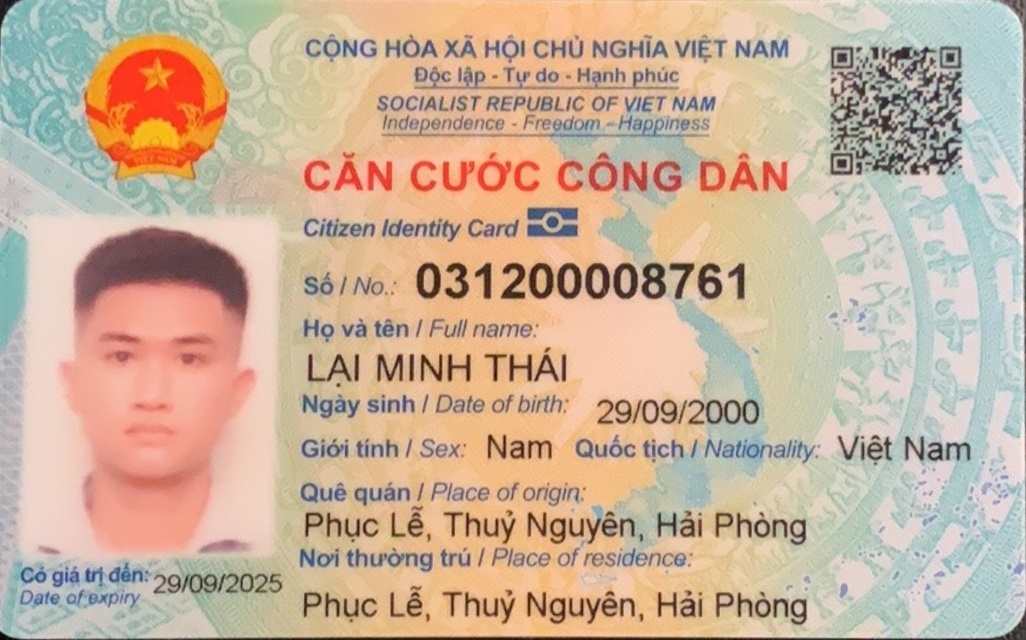 CỘNG HÒA XÃ HỘI CHỦ NGHĨA VIỆT NAM
Độc lập - Tự do - Hạnh phúc
SOCIALIST REPUBLIC OF VIET NAM
Independence - Freedom - Happiness
CĂN CƯỚC CÔNG DÂN
Citizen Identity Card
Số / No.: 031200008761
Họ và tên / Full name:
LẠI MINH THÁI
Ngày sinh / Date of birth: 29/09/2000
Giới tính / Sex: Nam Quốc tịch / Nationality: Việt Nam
Quê quán / Place of origin:
Phục Lễ, Thuỷ Nguyên, Hải Phòng
Nơi thường trú / Place of residence:
Phục Lễ, Thuỷ Nguyên, Hải Phòng
Có giá trị đến: 29/09/2025
Date of expiry
VIỆT NAM